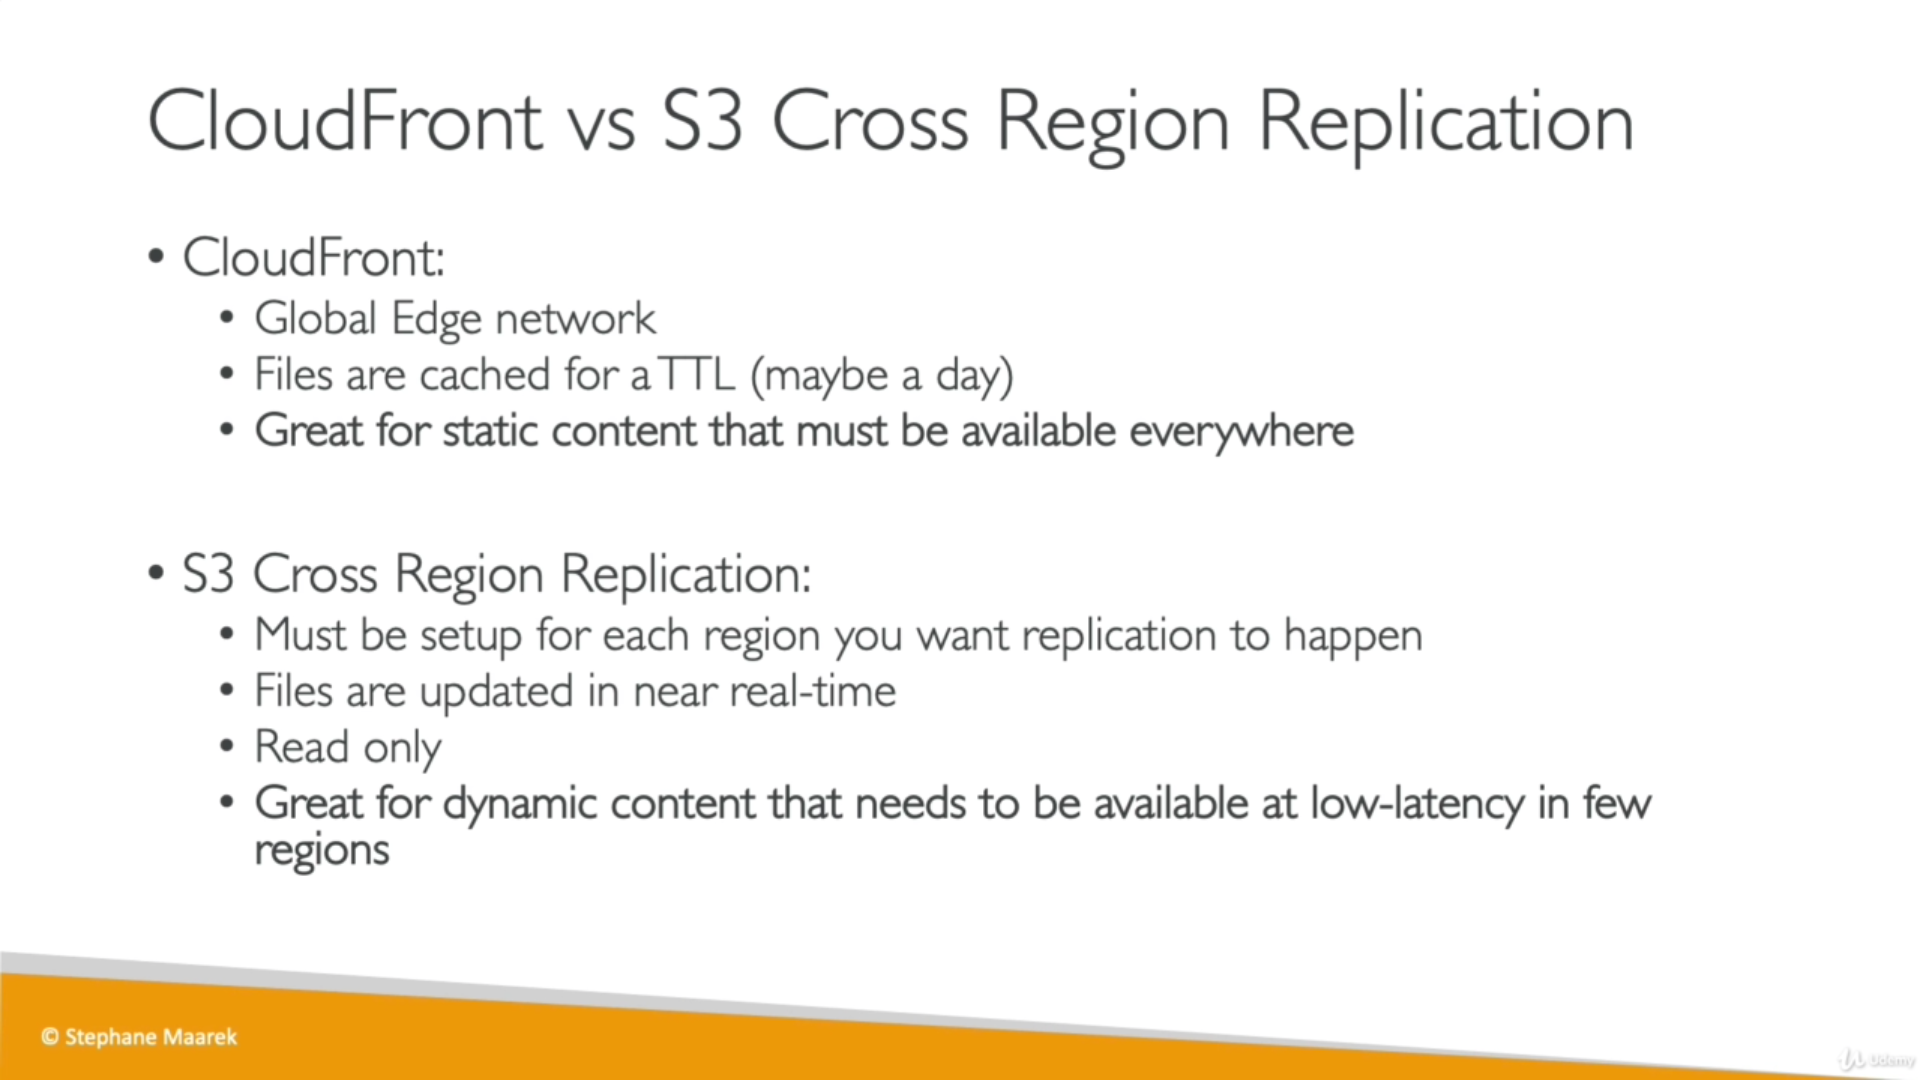 CloudFront vs S3 Cross Region Replication
• CloudFront:
• Global Edge network
• Files are cached for a TTL (maybe a day)
• Great for static content that must be available everywhere
• S3 Cross Region Replication:
• Must be setup for each region you want replication to happen
• Files are updated in near real-time
• Read only
• Great for dynamic content that needs to be available at low-latency in few
regions
© Stephane Maarek
Udemy